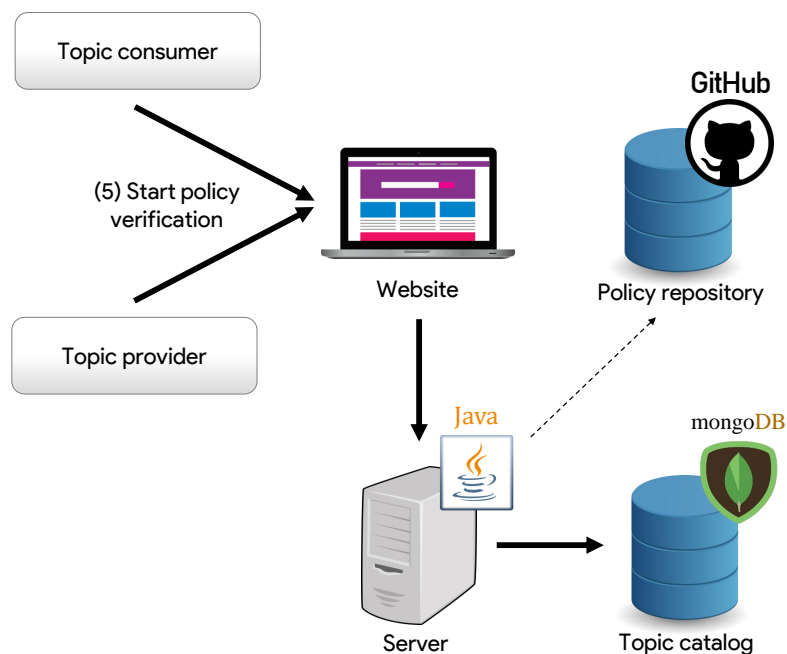 Topic consumer
GitHub
(5) Start policy
verification
Website
Policy repository
Topic provider
Java
mongoDB
Server
Topic catalog